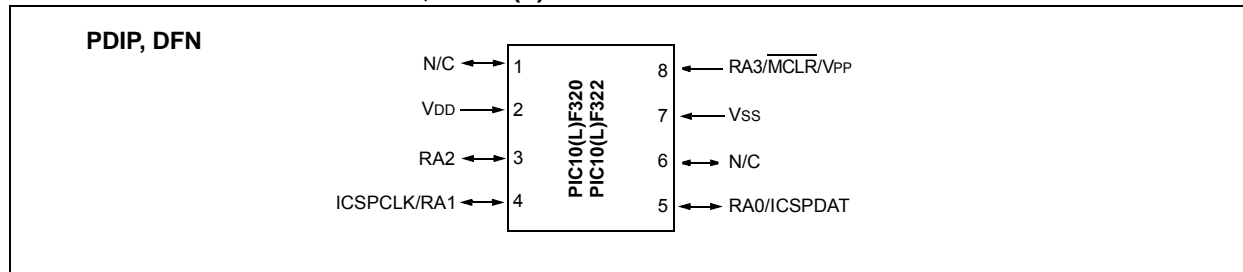 PDIP, DFN
N/C 1
VDD 2
RA2 3
ICSPCLK/RA1 4
PIC10(L)F320
PIC10(L)F322
8 RA3/MCLR/VPP
7 VSS
6 N/C
5 RA0/ICSPDAT